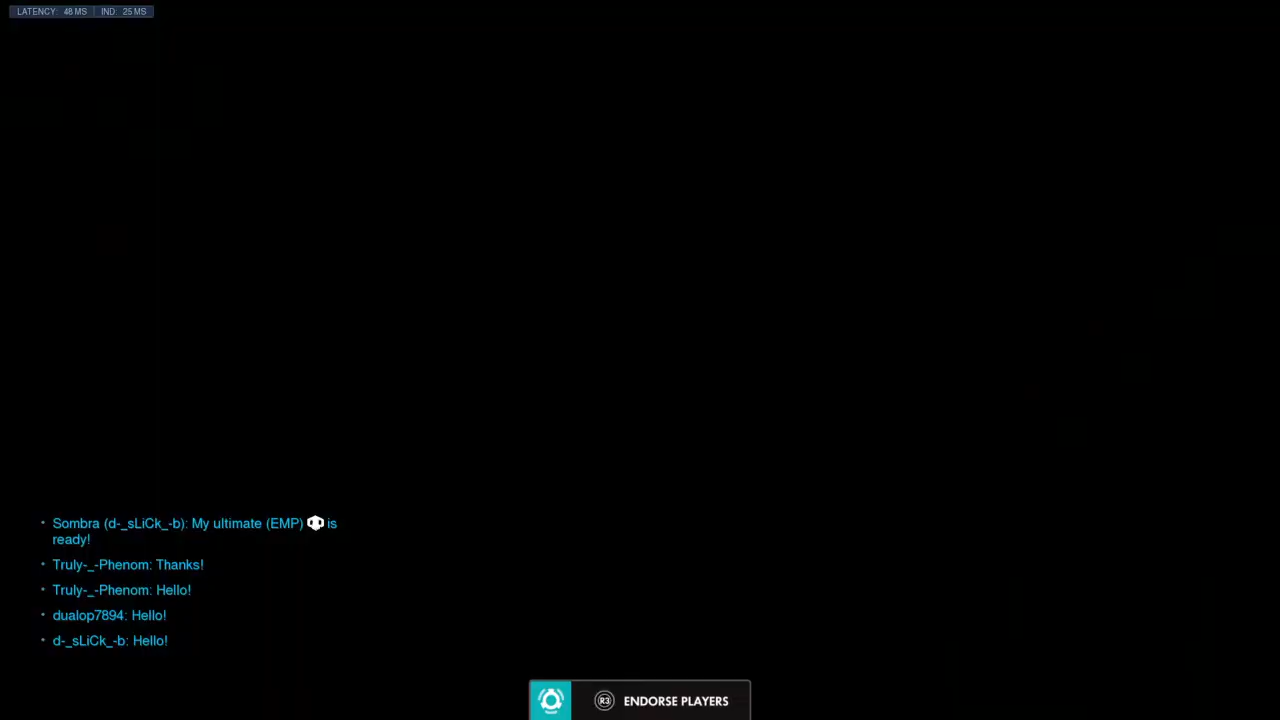 LATENCY: 48 MS | IND: 25 MS
• Sombra (d-_sLiCk_-b): My ultimate (EMP) is
ready!
• Truly-_-Phenom: Thanks!
• Truly-_-Phenom: Hello!
• dualop7894: Hello!
• d-_sLiCk_-b: Hello!
R3 ENDORSE PLAYERS